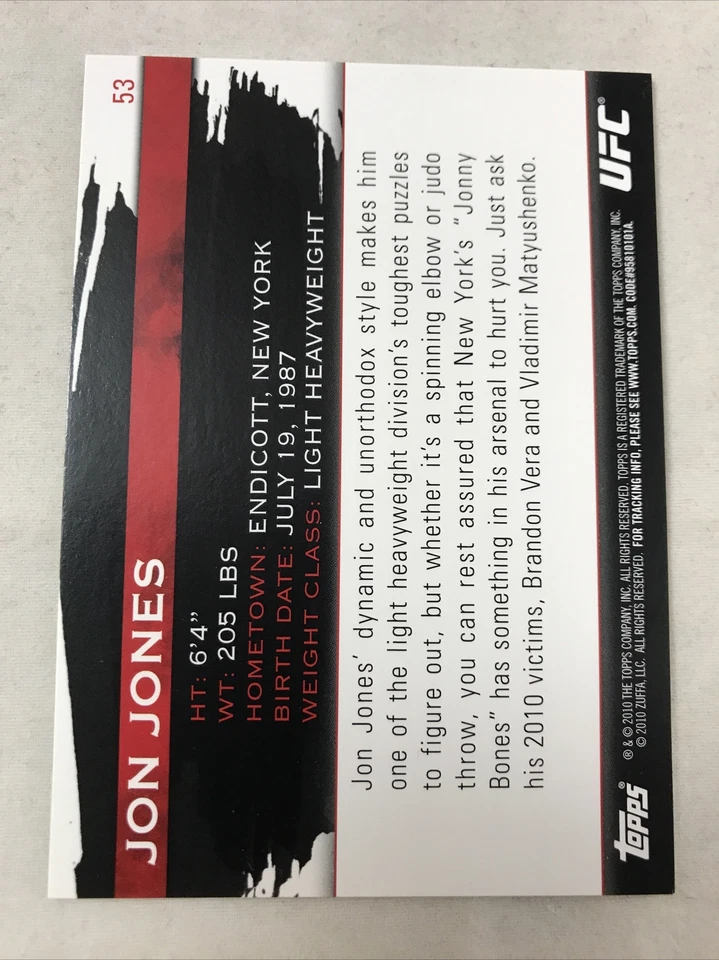 53
JON JONES
HT: 6'4"
WT: 205 LBS
HOMETOWN: ENDICOTT, NEW YORK
BIRTH DATE: JULY 19, 1987
WEIGHT CLASS: LIGHT HEAVYWEIGHT
Jon Jones' dynamic and unorthodox style makes him
one of the light heavyweight division's toughest puzzles
to figure out, but whether it's a spinning elbow or judo
throw, you can rest assured that New York's "Jonny
Bones" has something in his arsenal to hurt you. Just ask
his 2010 victims, Brandon Vera and Vladimir Matyushenko.
TOPPS®
® & © 2010 THE TOPPS COMPANY, INC. ALL RIGHTS RESERVED. TOPPS IS A REGISTERED TRADEMARK OF THE TOPPS COMPANY, INC.
© 2010 ZUFFA, LLC. ALL RIGHTS RESERVED. FOR TRACKING INFO, PLEASE SEE WWW.TOPPS.COM. CODE#95810101A.
UFC®